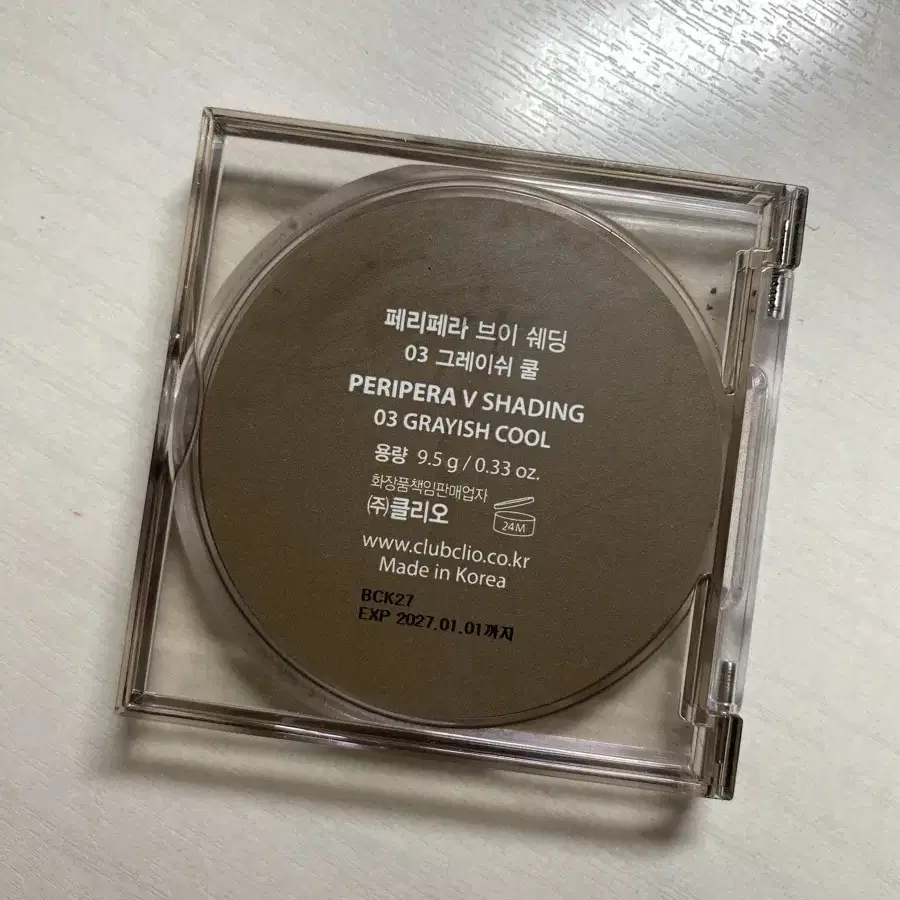 페리페라 브이 쉐딩
03 그레이쉬 쿨
PERIPERA V SHADING
03 GRAYISH COOL
용량 9.5 g / 0.33 oz.
화장품책임판매업자
㈜클리오
24M
www.clubclio.co.kr
Made in Korea
BCK27
EXP 2027.01.01까지